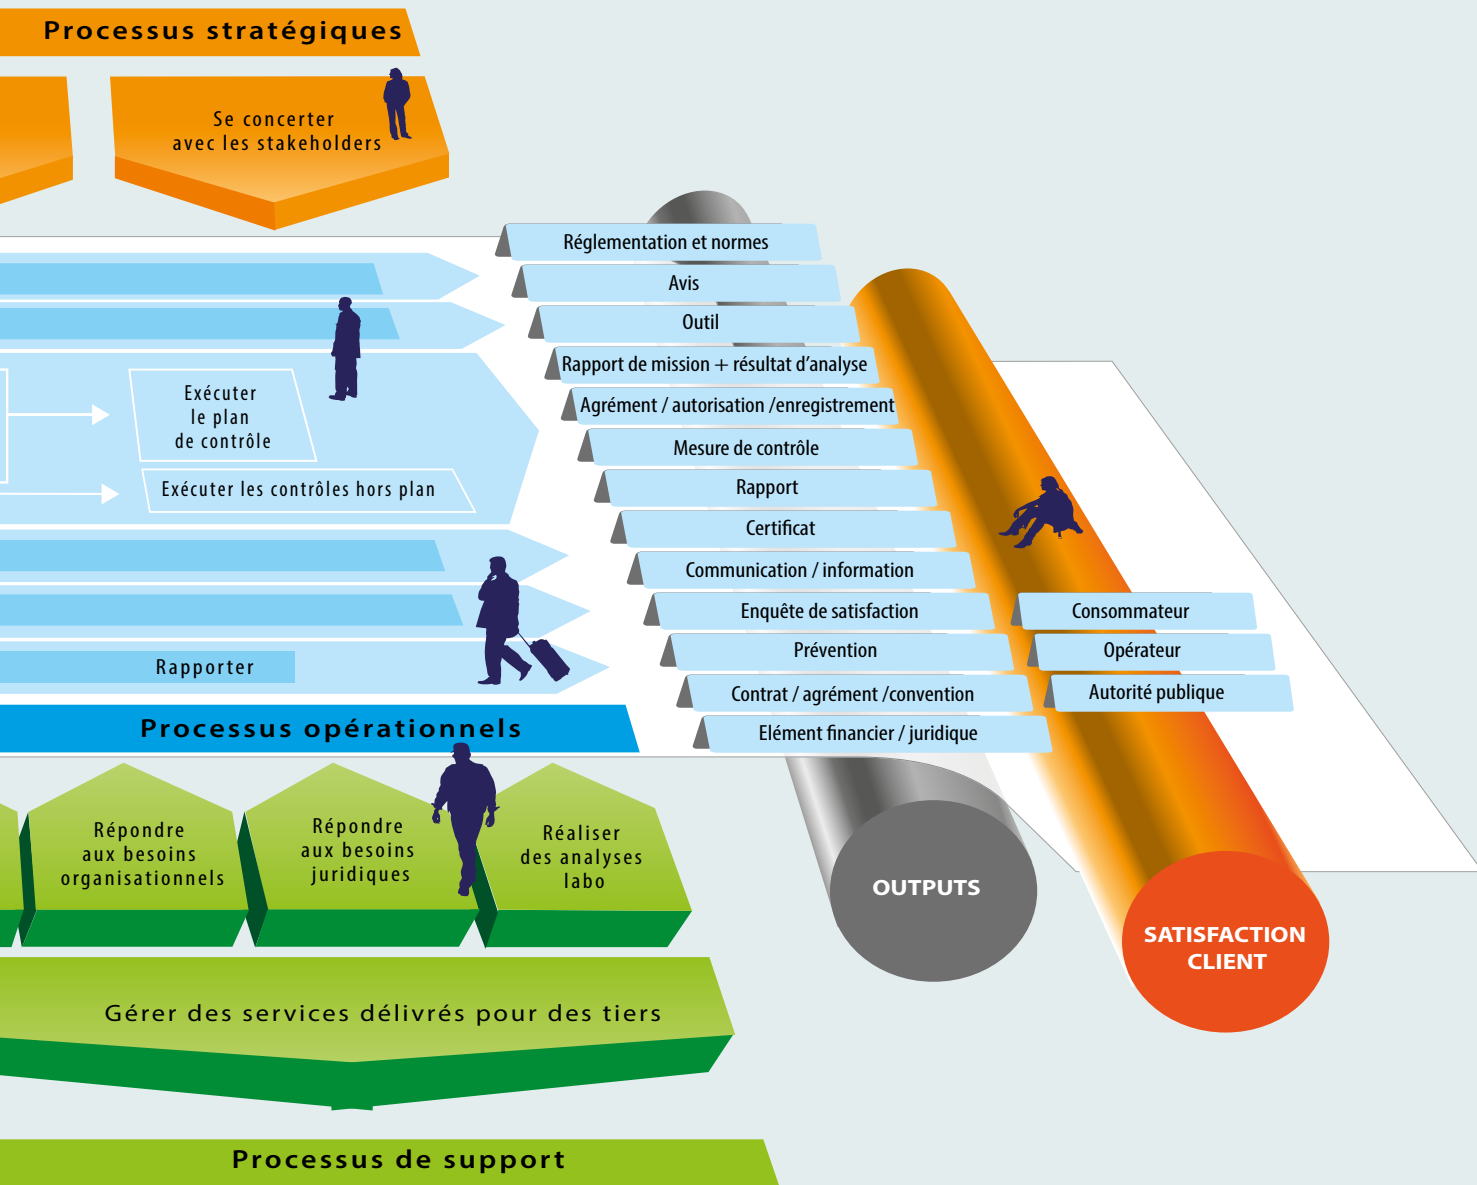 Processus stratégiques
Se concerter
avec les stakeholders
Réglementation et normes
Avis
Outil
Rapport de mission + résultat d’analyse
Agrément / autorisation /enregistrement
Mesure de contrôle
Rapport
Certificat
Communication / information
Enquête de satisfaction
Prévention
Contrat / agrément /convention
Elément financier / juridique
Exécuter
le plan
de contrôle
Exécuter les contrôles hors plan
Rapporter
Processus opérationnels
Consommateur
Opérateur
Autorité publique
Répondre
aux besoins
organisationnels
Répondre
aux besoins
juridiques
Réaliser
des analyses
labo
OUTPUTS
SATISFACTION
CLIENT
Gérer des services délivrés pour des tiers
Processus de support